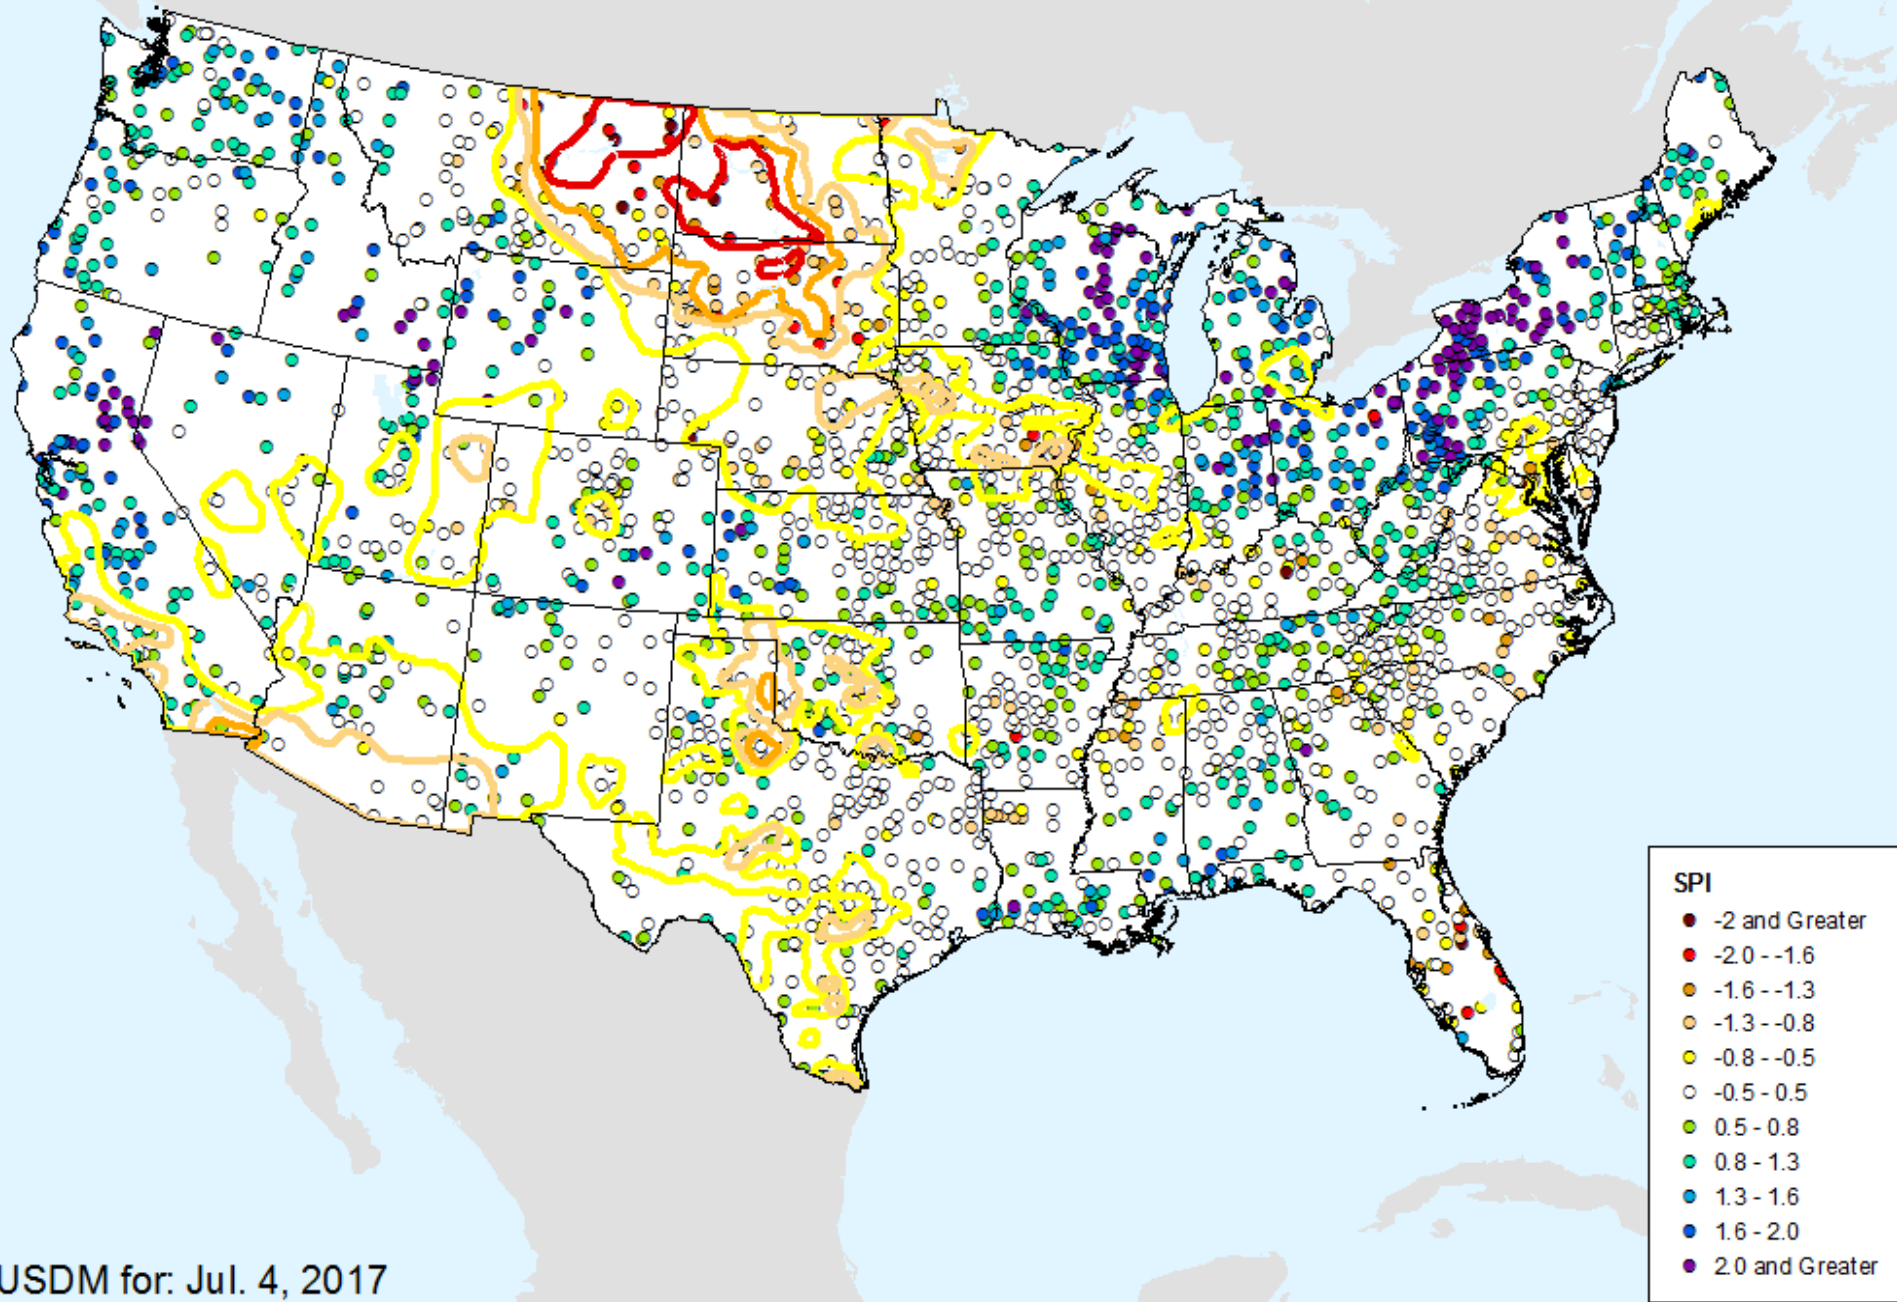 SPI
-2 and Greater
-2.0 - -1.6
-1.6 - -1.3
-1.3 - -0.8
-0.8 - -0.5
-0.5 - 0.5
0.5 - 0.8
0.8 - 1.3
1.3 - 1.6
1.6 - 2.0
2.0 and Greater
USDM for: Jul. 4, 2017